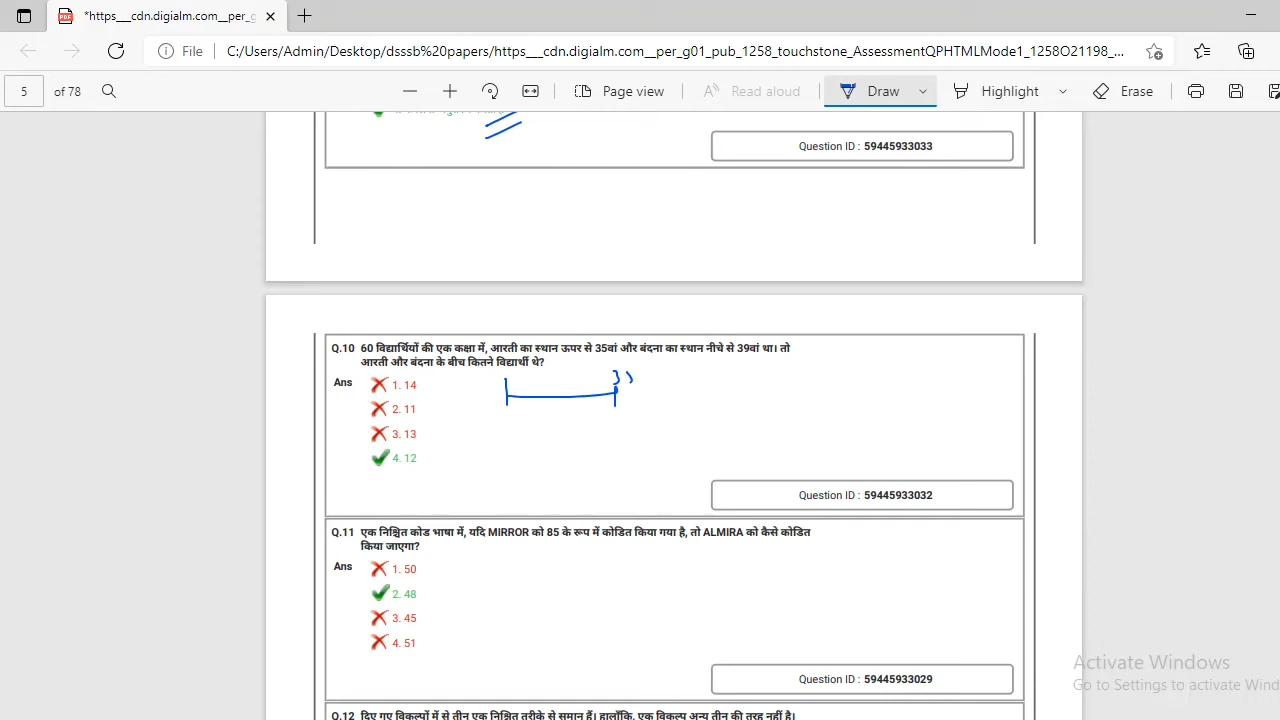 *https___cdn.digialm.com__per_g
File
C:/Users/Admin/Desktop/dsssb%20papers/https___cdn.digialm.com__per_g01_pub_1258_touchstone_AssessmentQPHTMLMode1_1258O21198_...
5 of 78
Page view
Read aloud
Draw
Highlight
Erase
Question ID : 59445933033
Q.10 60 विद्यार्थियों की एक कक्षा में, आरती का स्थान ऊपर से 35वां और बंदना का स्थान नीचे से 39वां था। तो
आरती और बंदना के बीच कितने विद्यार्थी थे?
Ans
1. 14
2. 11
3. 13
4. 12
Question ID : 59445933032
Q.11 एक निश्चित कोड भाषा में, यदि MIRROR को 85 के रूप में कोडित किया गया है, तो ALMIRA को कैसे कोडित
किया जाएगा?
Ans
1. 50
2. 48
3. 45
4. 51
Question ID : 59445933029
Q.12 दिए गए विकल्पों में से तीन एक निश्चित तरीके से समान हैं। हालाँकि, एक विकल्प अन्य तीन की तरह नहीं है।
Activate Windows
Go to Settings to activate Wind